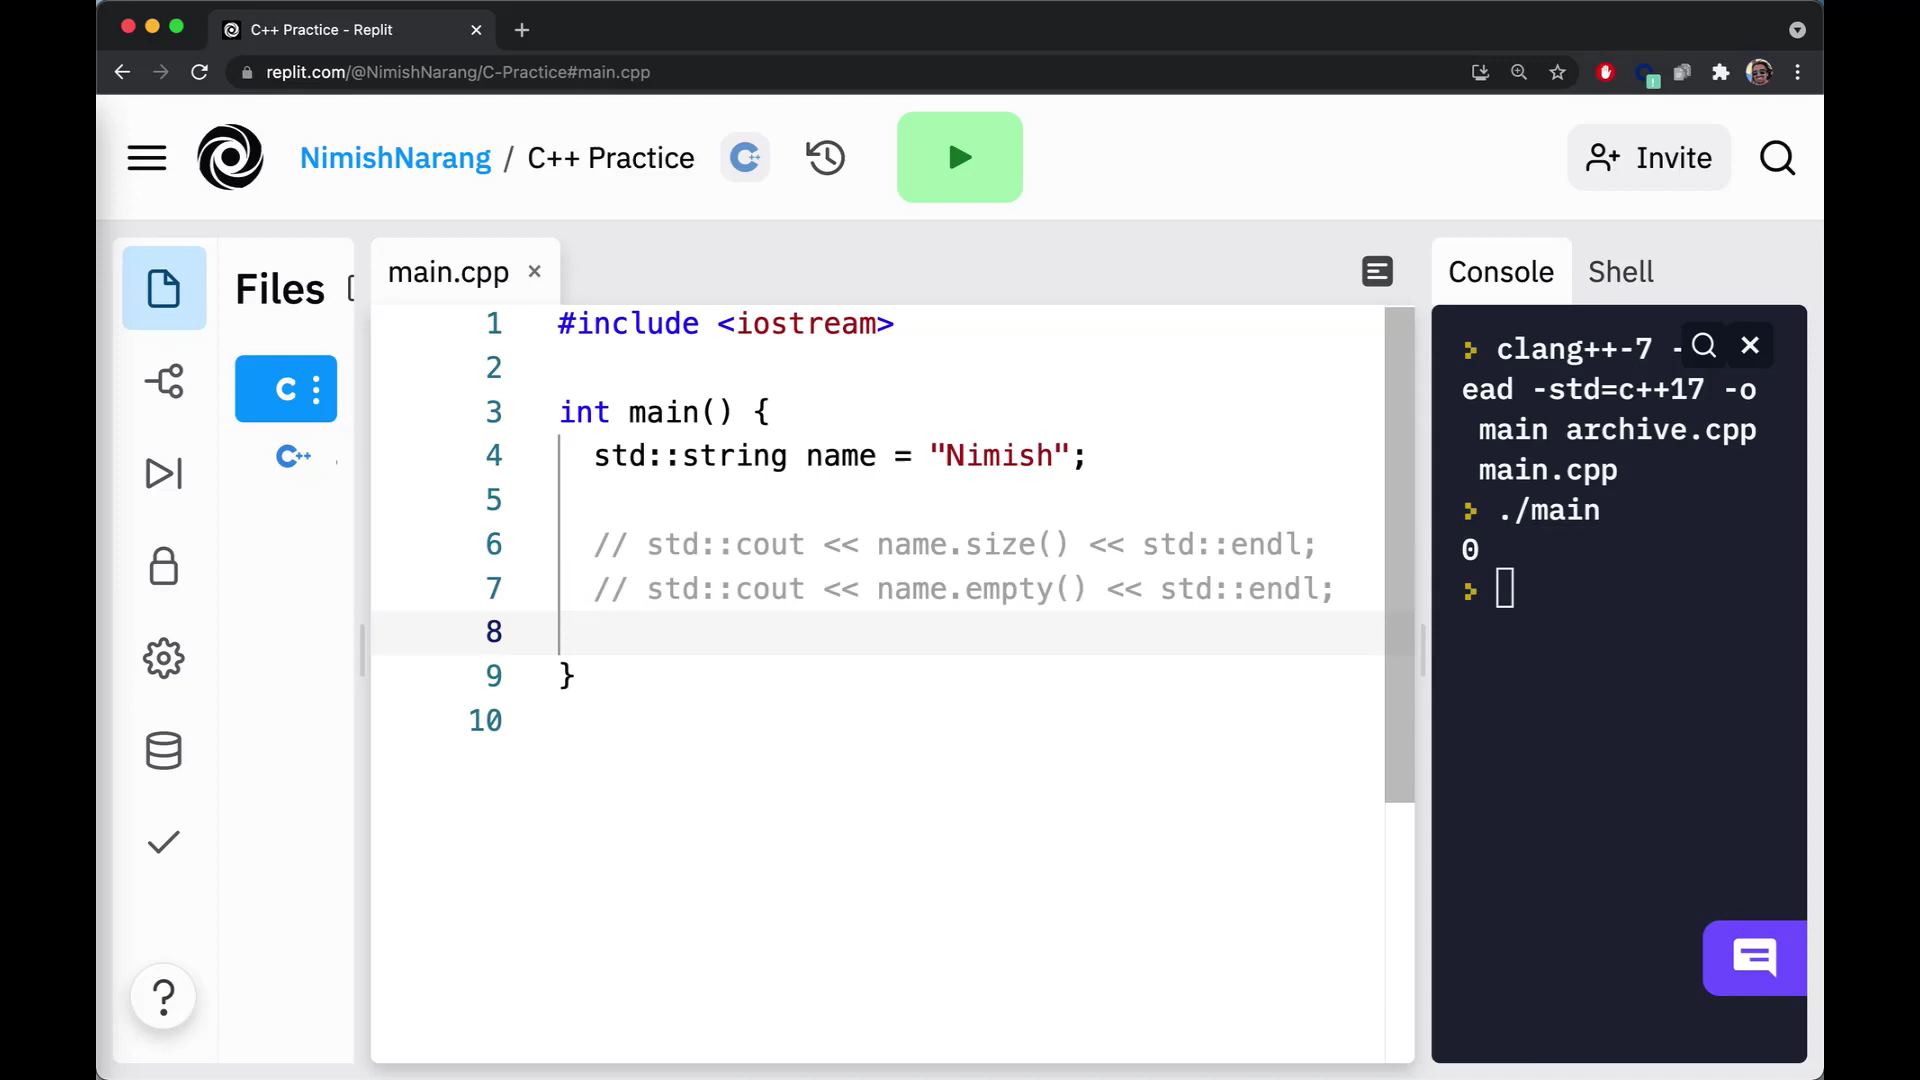 C++ Practice - Replit
replit.com/@NimishNarang/C-Practice#main.cpp
NimishNarang / C++ Practice
Invite
Files
main.cpp
Console
Shell
1 #include <iostream>
2
3 int main() {
4 std::string name = "Nimish";
5
6 // std::cout << name.size() << std::endl;
7 // std::cout << name.empty() << std::endl;
8
9 }
10
clang++-7 -
ead -std=c++17 -o
main archive.cpp
main.cpp
./main
0